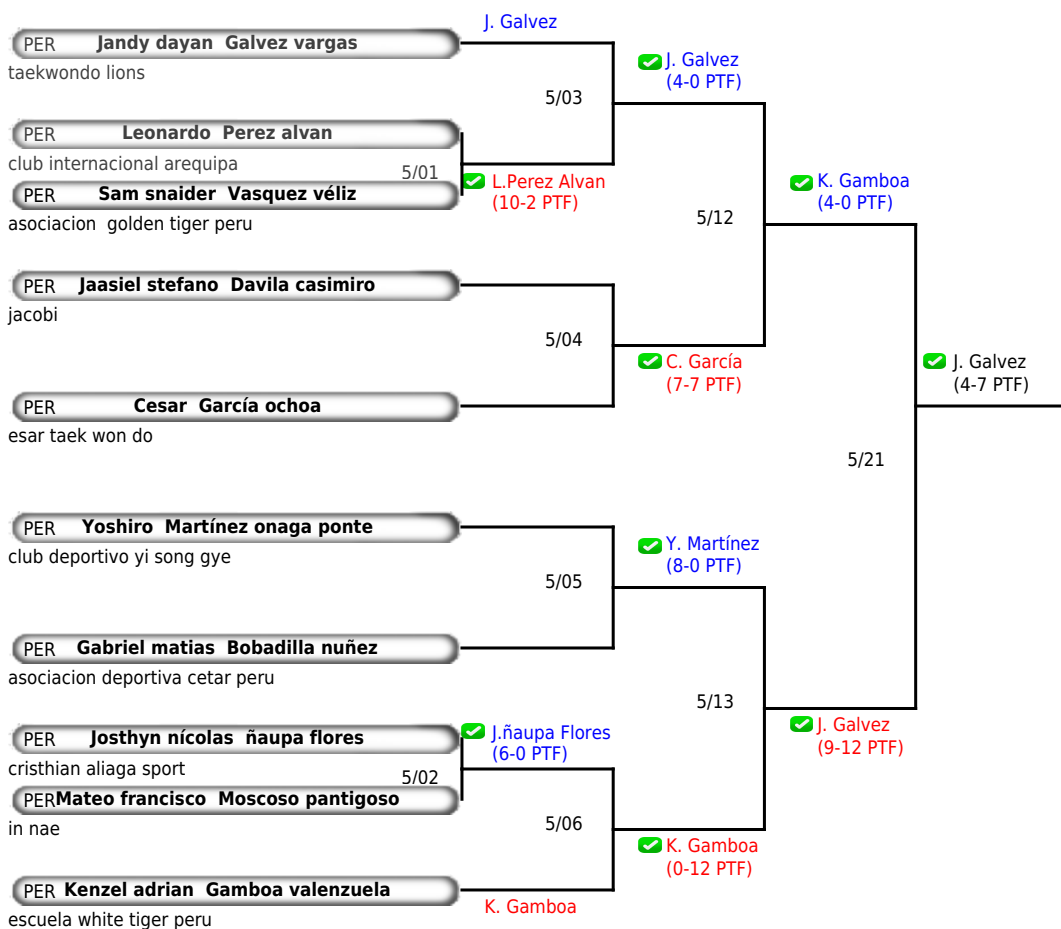 J. Galvez
PER Jandy dayan Galvez vargas
taekwondo lions
J. Galvez
(4-0 PTF)
5/03
PER Leonardo Perez alvan
club internacional arequipa
5/01
L.Perez Alvan
(10-2 PTF)
PER Sam snaider Vasquez véliz
asociacion golden tiger peru
K. Gamboa
(4-0 PTF)
5/12
PER Jaasiel stefano Davila casimiro
jacobi
5/04
C. García
(7-7 PTF)
J. Galvez
(4-7 PTF)
PER Cesar García ochoa
esar taek won do
5/21
PER Yoshiro Martínez onaga ponte
club deportivo yi song gye
Y. Martínez
(8-0 PTF)
5/05
PER Gabriel matias Bobadilla nuñez
asociacion deportiva cetar peru
5/13
J. Galvez
(9-12 PTF)
J.ñaupa Flores
(6-0 PTF)
PER Josthyn nícolas ñaupa flores
cristhian aliaga sport
5/02
PER Mateo francisco Moscoso pantigoso
in nae
5/06
K. Gamboa
(0-12 PTF)
PER Kenzel adrian Gamboa valenzuela
K. Gamboa
escuela white tiger peru